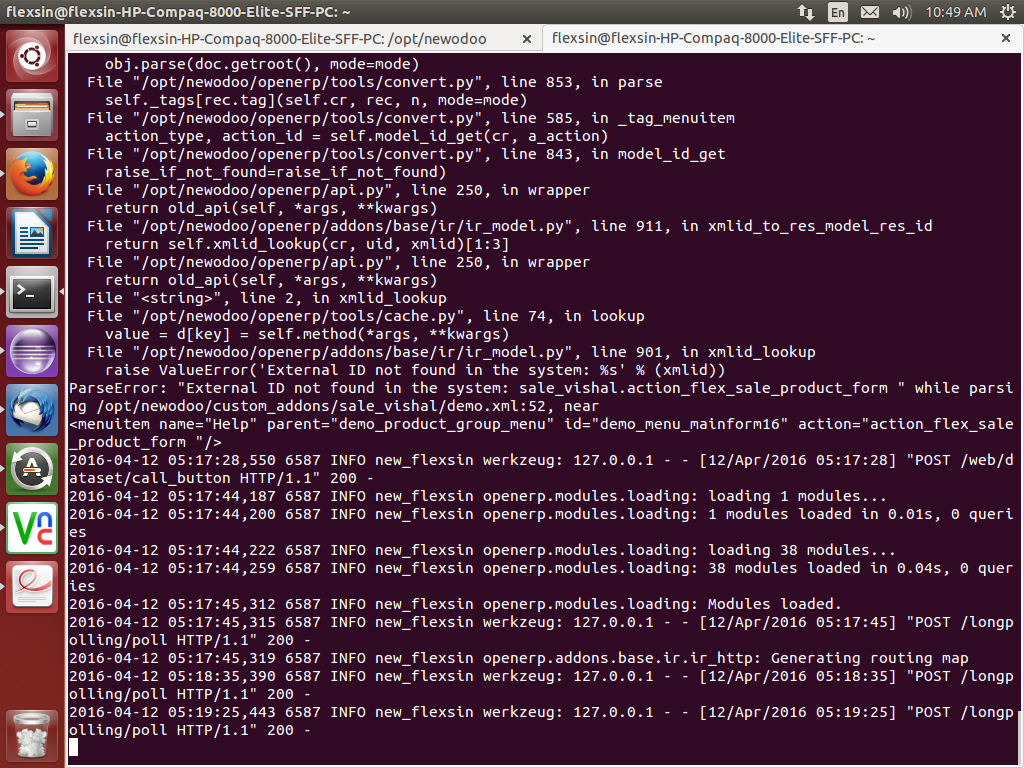 flexsin@flexsin-HP-Compaq-8000-Elite-SFF-PC: ~
En
10:49 AM
flexsin@flexsin-HP-Compaq-8000-Elite-SFF-PC: /opt/newodoo
flexsin@flexsin-HP-Compaq-8000-Elite-SFF-PC: ~
    obj.parse(doc.getroot(), mode=mode)
  File "/opt/newodoo/openerp/tools/convert.py", line 853, in parse
    self._tags[rec.tag](self.cr, rec, n, mode=mode)
  File "/opt/newodoo/openerp/tools/convert.py", line 585, in _tag_menuitem
    action_type, action_id = self.model_id_get(cr, a_action)
  File "/opt/newodoo/openerp/tools/convert.py", line 843, in model_id_get
    raise_if_not_found=raise_if_not_found)
  File "/opt/newodoo/openerp/api.py", line 250, in wrapper
    return old_api(self, *args, **kwargs)
  File "/opt/newodoo/openerp/addons/base/ir/ir_model.py", line 911, in xmlid_to_res_model_res_id
    return self.xmlid_lookup(cr, uid, xmlid)[1:3]
  File "/opt/newodoo/openerp/api.py", line 250, in wrapper
    return old_api(self, *args, **kwargs)
  File "<string>", line 2, in xmlid_lookup
  File "/opt/newodoo/openerp/tools/cache.py", line 74, in lookup
    value = d[key] = self.method(*args, **kwargs)
  File "/opt/newodoo/openerp/addons/base/ir/ir_model.py", line 901, in xmlid_lookup
    raise ValueError('External ID not found in the system: %s' % (xmlid))
ParseError: "External ID not found in the system: sale_vishal.action_flex_sale_product_form " while parsi
ng /opt/newodoo/custom_addons/sale_vishal/demo.xml:52, near
<menuitem name="Help" parent="demo_product_group_menu" id="demo_menu_mainform16" action="action_flex_sale
_product_form "/>
2016-04-12 05:17:28,550 6587 INFO new_flexsin werkzeug: 127.0.0.1 - - [12/Apr/2016 05:17:28] "POST /web/d
ataset/call_button HTTP/1.1" 200 -
2016-04-12 05:17:44,187 6587 INFO new_flexsin openerp.modules.loading: loading 1 modules...
2016-04-12 05:17:44,200 6587 INFO new_flexsin openerp.modules.loading: 1 modules loaded in 0.01s, 0 queri
es
2016-04-12 05:17:44,222 6587 INFO new_flexsin openerp.modules.loading: loading 38 modules...
2016-04-12 05:17:44,259 6587 INFO new_flexsin openerp.modules.loading: 38 modules loaded in 0.04s, 0 quer
ies
2016-04-12 05:17:45,312 6587 INFO new_flexsin openerp.modules.loading: Modules loaded.
2016-04-12 05:17:45,315 6587 INFO new_flexsin werkzeug: 127.0.0.1 - - [12/Apr/2016 05:17:45] "POST /longp
olling/poll HTTP/1.1" 200 -
2016-04-12 05:17:45,319 6587 INFO new_flexsin openerp.addons.base.ir.ir_http: Generating routing map
2016-04-12 05:18:35,390 6587 INFO new_flexsin werkzeug: 127.0.0.1 - - [12/Apr/2016 05:18:35] "POST /longp
olling/poll HTTP/1.1" 200 -
2016-04-12 05:19:25,443 6587 INFO new_flexsin werkzeug: 127.0.0.1 - - [12/Apr/2016 05:19:25] "POST /longp
olling/poll HTTP/1.1" 200 -